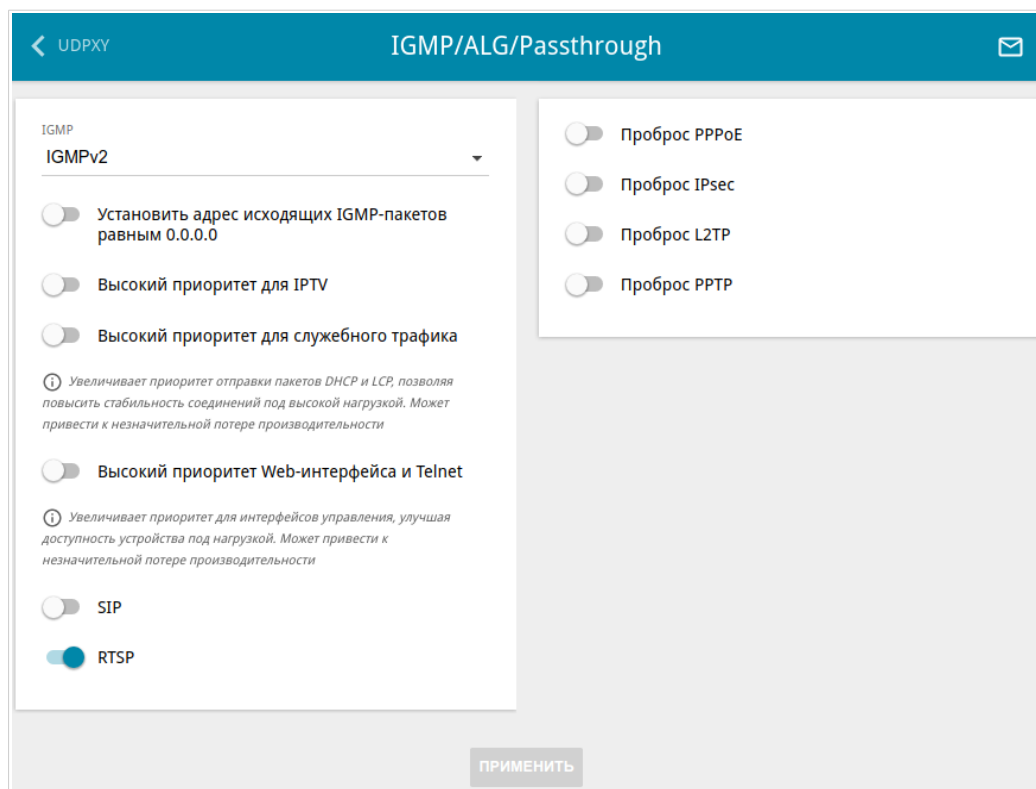 UDPXY
IGMP/ALG/Passthrough
IGMP
IGMPv2
Установить адрес исходящих IGMP-пакетов
равным 0.0.0.0
Высокий приоритет для IPTV
Высокий приоритет для служебного трафика
Увеличивает приоритет отправки пакетов DHCP и LCP, позволяя
повысить стабильность соединений под высокой нагрузкой. Может
привести к незначительной потере производительности
Высокий приоритет Web-интерфейса и Telnet
Увеличивает приоритет для интерфейсов управления, улучшая
доступность устройства под нагрузкой. Может привести к
незначительной потере производительности
SIP
RTSP
Проброс PPPoE
Проброс IPsec
Проброс L2TP
Проброс PPTP
ПРИМЕНИТЬ